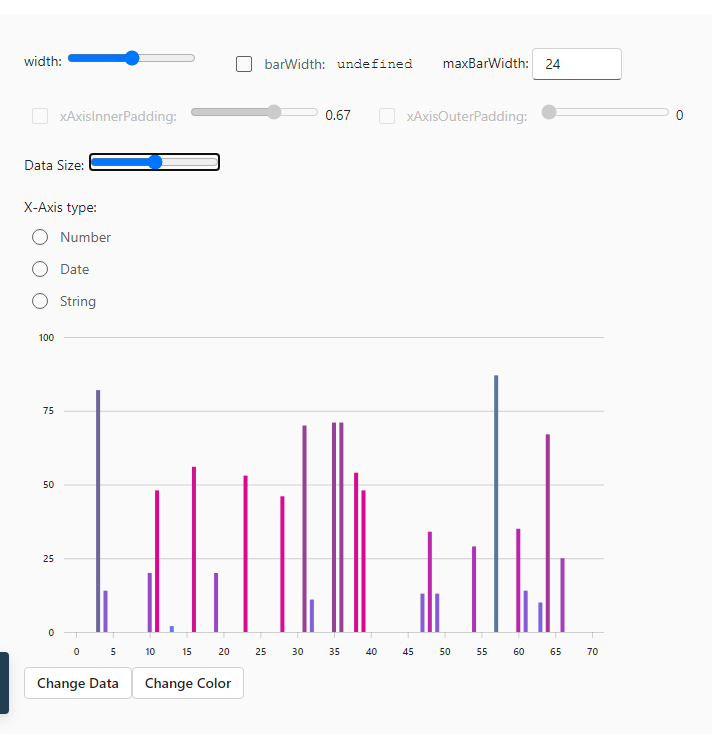 width: barWidth: undefined maxBarWidth: 24
xAxisInnerPadding: 0.67 xAxisOuterPadding: 0
Data Size:
X-Axis type:
Number
Date
String
100
75
50
25
0
0 5 10 15 20 25 30 35 40 45 50 55 60 65 70
Change Data Change Color